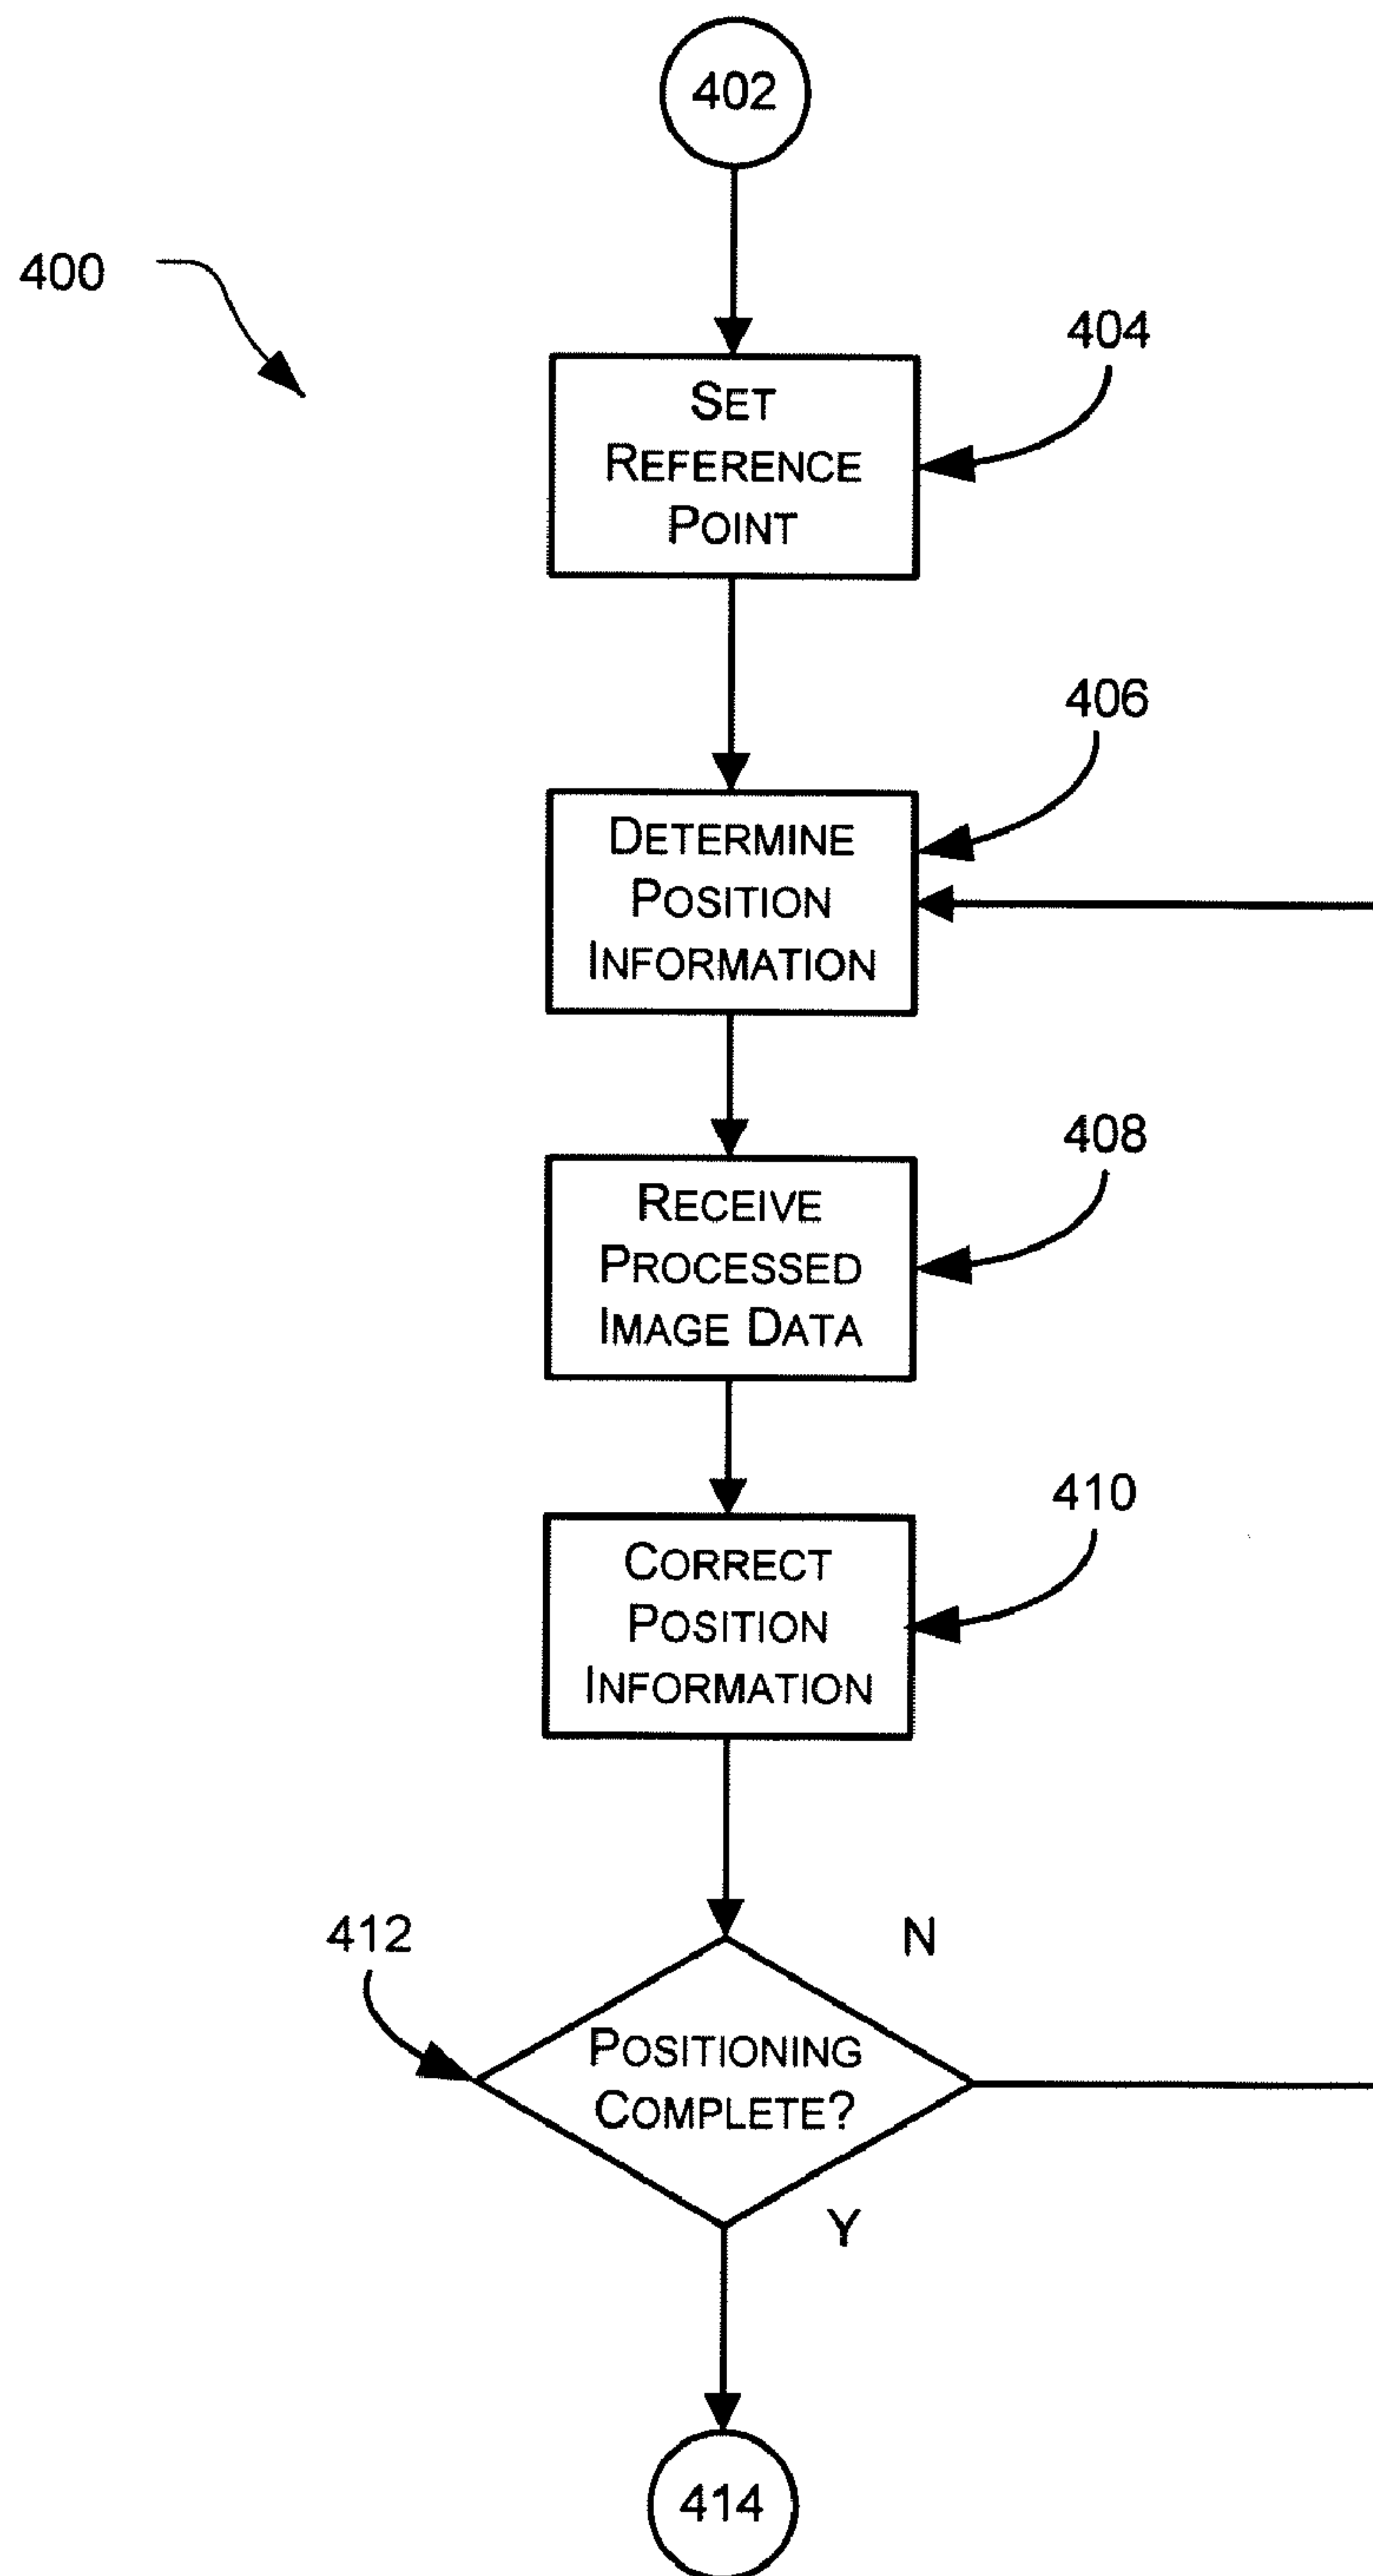 402
400
404
SET
REFERENCE
POINT
406
DETERMINE
POSITION
INFORMATION
408
RECEIVE
PROCESSED
IMAGE DATA
410
CORRECT
POSITION
INFORMATION
412
N
POSITIONING
COMPLETE?
Y
414